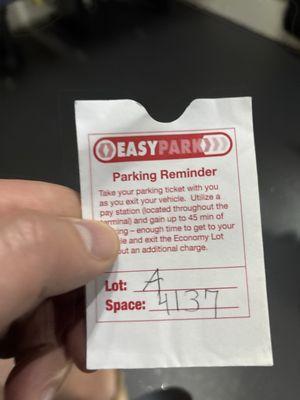 EASYPARK
Parking Reminder
Take your parking ticket with you
as you exit your vehicle. Utilize a
pay station (located throughout the
terminal) and gain up to 45 min of
– enough time to get to your
and exit the Economy Lot
an additional charge.
Lot: A
Space: 4137